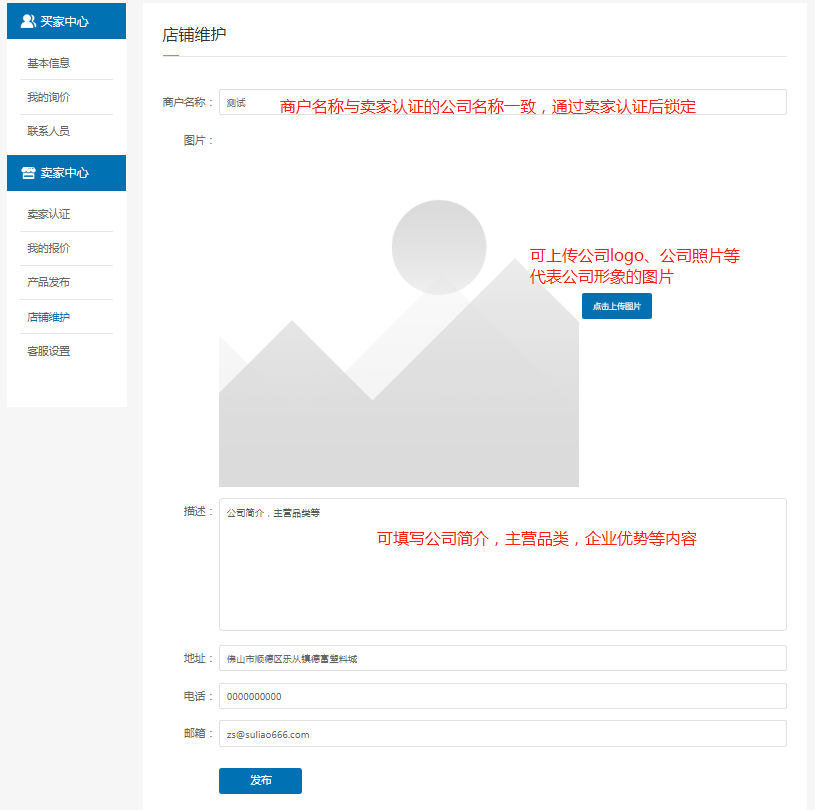 买家中心
基本信息
我的询价
联系人员
卖家中心
卖家认证
我的报价
产品发布
店铺维护
客服设置
店铺维护
商户名称：
测试
商户名称与卖家认证的公司名称一致，通过卖家认证后锁定
图片：
可上传公司logo、公司照片等
代表公司形象的图片
点击上传图片
描述：
公司简介，主营品类等
可填写公司简介，主营品类，企业优势等内容
地址：
佛山市顺德区乐从镇德富塑料城
电话：
0000000000
邮箱：
zs@suliao666.com
发布